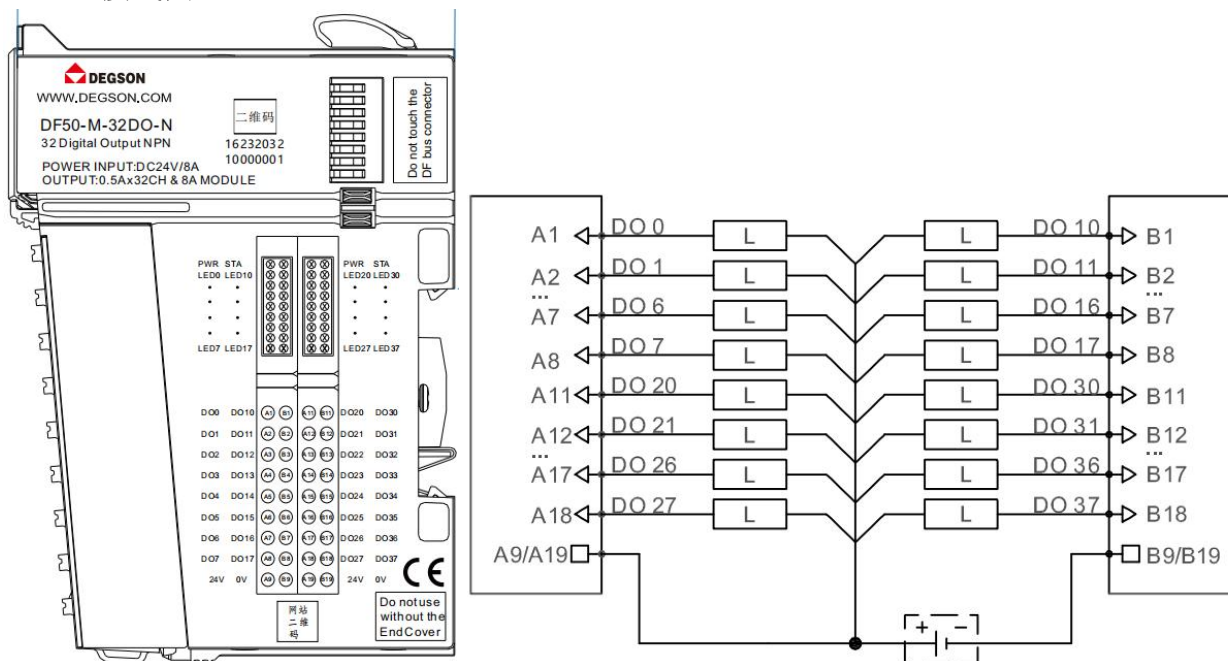 DEGSON
WWW.DEGSON.COM
DF50-M-32DO-N
32 Digital Output NPN
POWER INPUT:DC24V/8A
OUTPUT:0.5Ax32CH & 8A MODULE
二维码
16232032
10000001
Do not touch the
DF bus connector
PWR STA PWR STA
LED0 LED10 LED20 LED30
LED7 LED17 LED27 LED37
DO0 DO10 A1 B1 A11 B11 DO20 DO30
DO1 DO11 A2 B2 A12 B12 DO21 DO31
DO2 DO12 A3 B3 A13 B13 DO22 DO32
DO3 DO13 A4 B4 A14 B14 DO23 DO33
DO4 DO14 A5 B5 A15 B15 DO24 DO34
DO5 DO15 A6 B6 A16 B16 DO25 DO35
DO6 DO16 A7 B7 A17 B17 DO26 DO36
DO7 DO17 A8 B8 A18 B18 DO27 DO37
24V 0V A9 B9 A19 B19 24V 0V
CE
网站
二维
码
Do not use
without the
EndCover
A1 DO 0 L L DO 10 B1
A2 DO 1 L L DO 11 B2
... ...
A7 DO 6 L L DO 16 B7
A8 DO 7 L L DO 17 B8
A11 DO 20 L L DO 30 B11
A12 DO 21 L L DO 31 B12
... ...
A17 DO 26 L L DO 36 B17
A18 DO 27 L L DO 37 B18
A9/A19 B9/B19
+ −